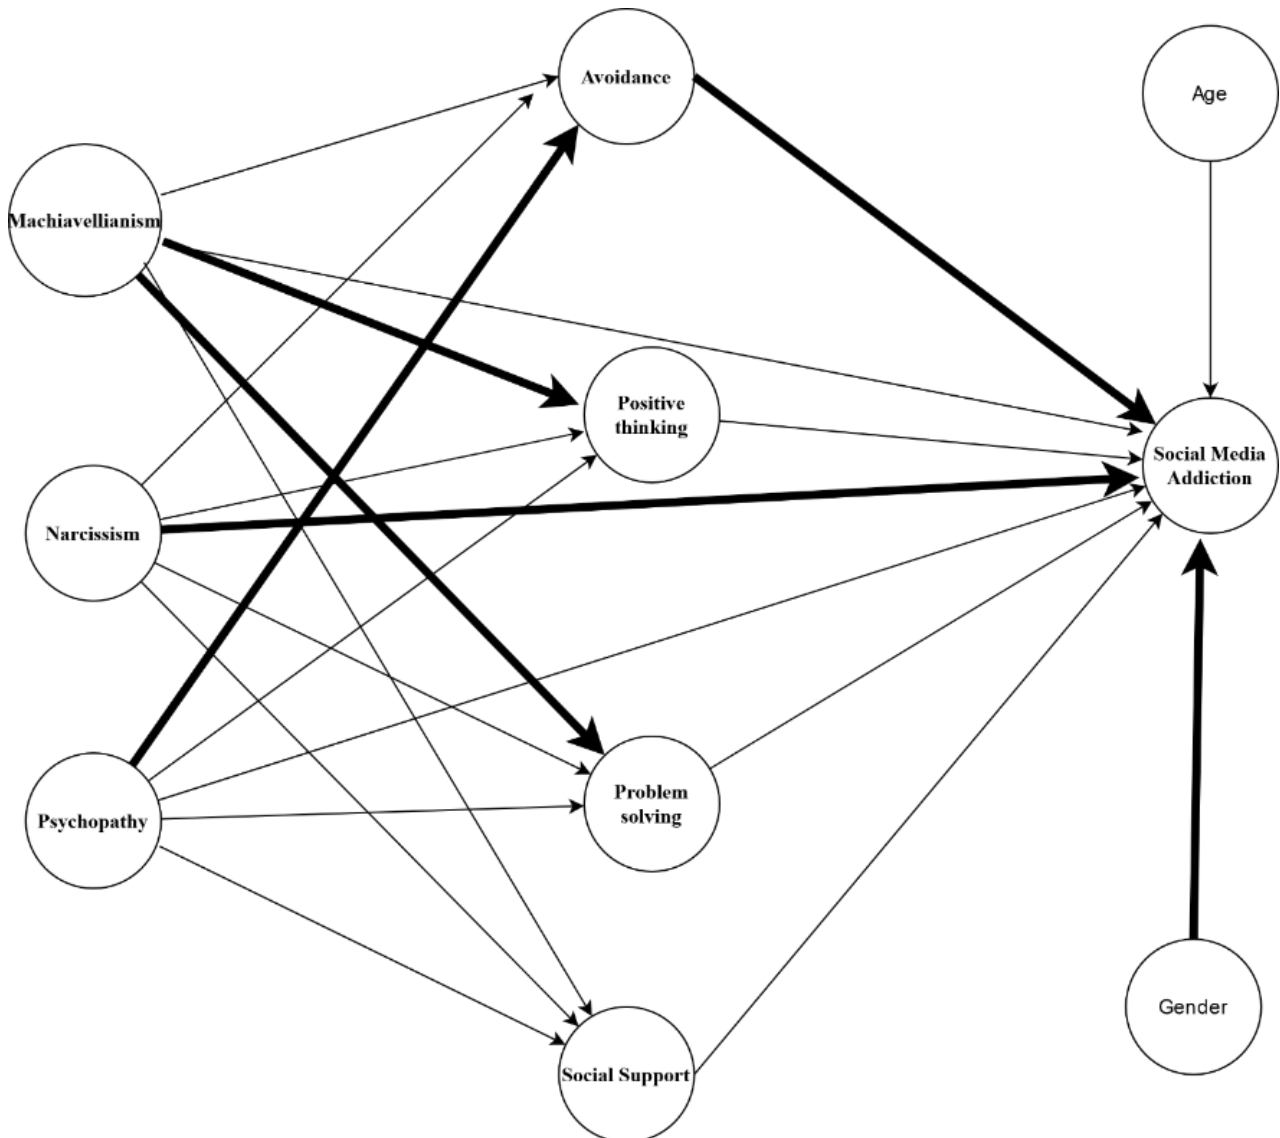 Avoidance
Age
Machiavellianism
Positive
thinking
Social Media
Addiction
Narcissism
Problem
solving
Psychopathy
Gender
Social Support